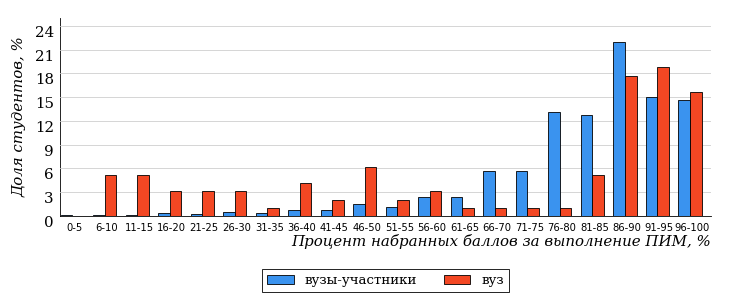 Доля студентов, %
24
21
18
15
12
9
6
3
0
0-5 6-10 11-15 16-20 21-25 26-30 31-35 36-40 41-45 46-50 51-55 56-60 61-65 66-70 71-75 76-80 81-85 86-90 91-95 96-100
Процент набранных баллов за выполнение ПИМ, %
вузы-участники вуз